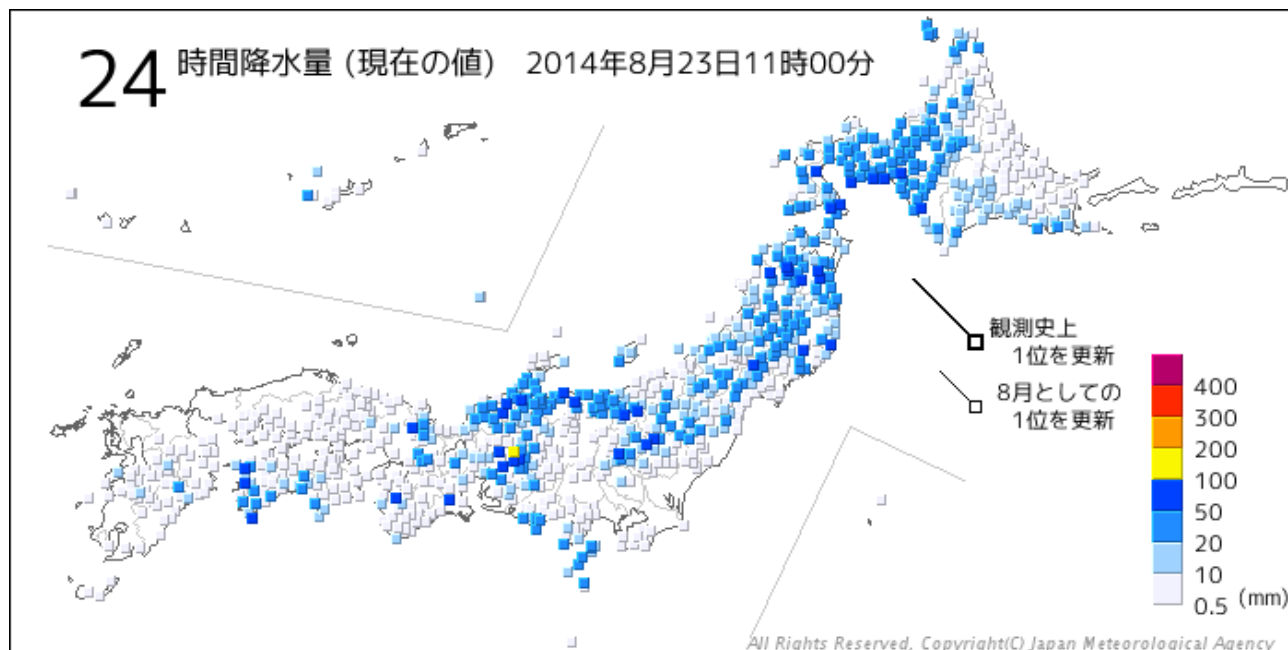 24時間降水量 (現在の値) 2014年8月23日11時00分
観測史上
1位を更新
8月としての
1位を更新
400
300
200
100
50
20
10
0.5 (mm)
All Rights Reserved. Copyright(C) Japan Meteorological Agency